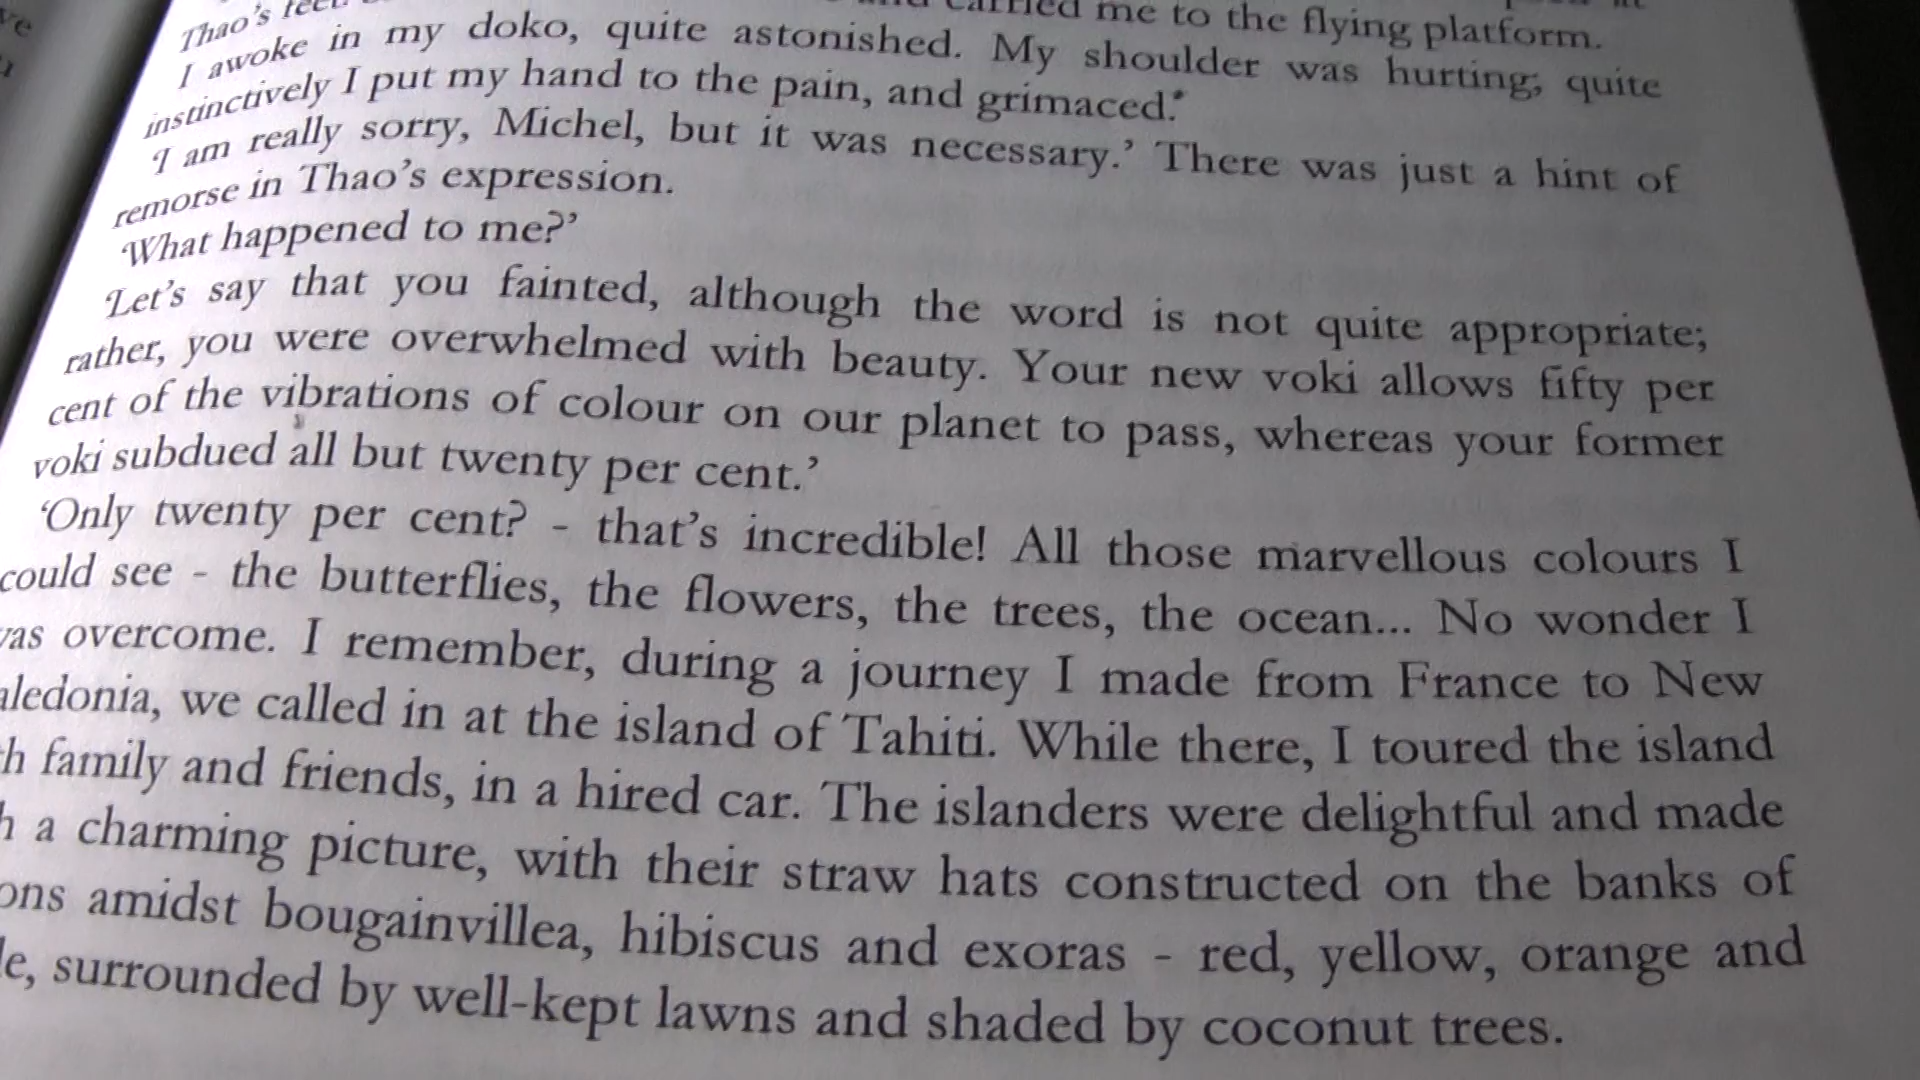 Thao's carried me to the flying platform.
I awoke in my doko, quite astonished. My shoulder was hurting; quite
instinctively I put my hand to the pain, and grimaced.
'I am really sorry, Michel, but it was necessary.' There was just a hint of
remorse in Thao's expression.
'What happened to me?'
'Let's say that you fainted, although the word is not quite appropriate;
rather, you were overwhelmed with beauty. Your new voki allows fifty per
cent of the vibrations of colour on our planet to pass, whereas your former
voki subdued all but twenty per cent.'
'Only twenty per cent? - that's incredible! All those marvellous colours I
could see - the butterflies, the flowers, the trees, the ocean... No wonder I
overcome. I remember, during a journey I made from France to New
we called in at the island of Tahiti. While there, I toured the island
family and friends, in a hired car. The islanders were delightful and made
a charming picture, with their straw hats constructed on the banks of
amidst bougainvillea, hibiscus and exoras - red, yellow, orange and
surrounded by well-kept lawns and shaded by coconut trees.